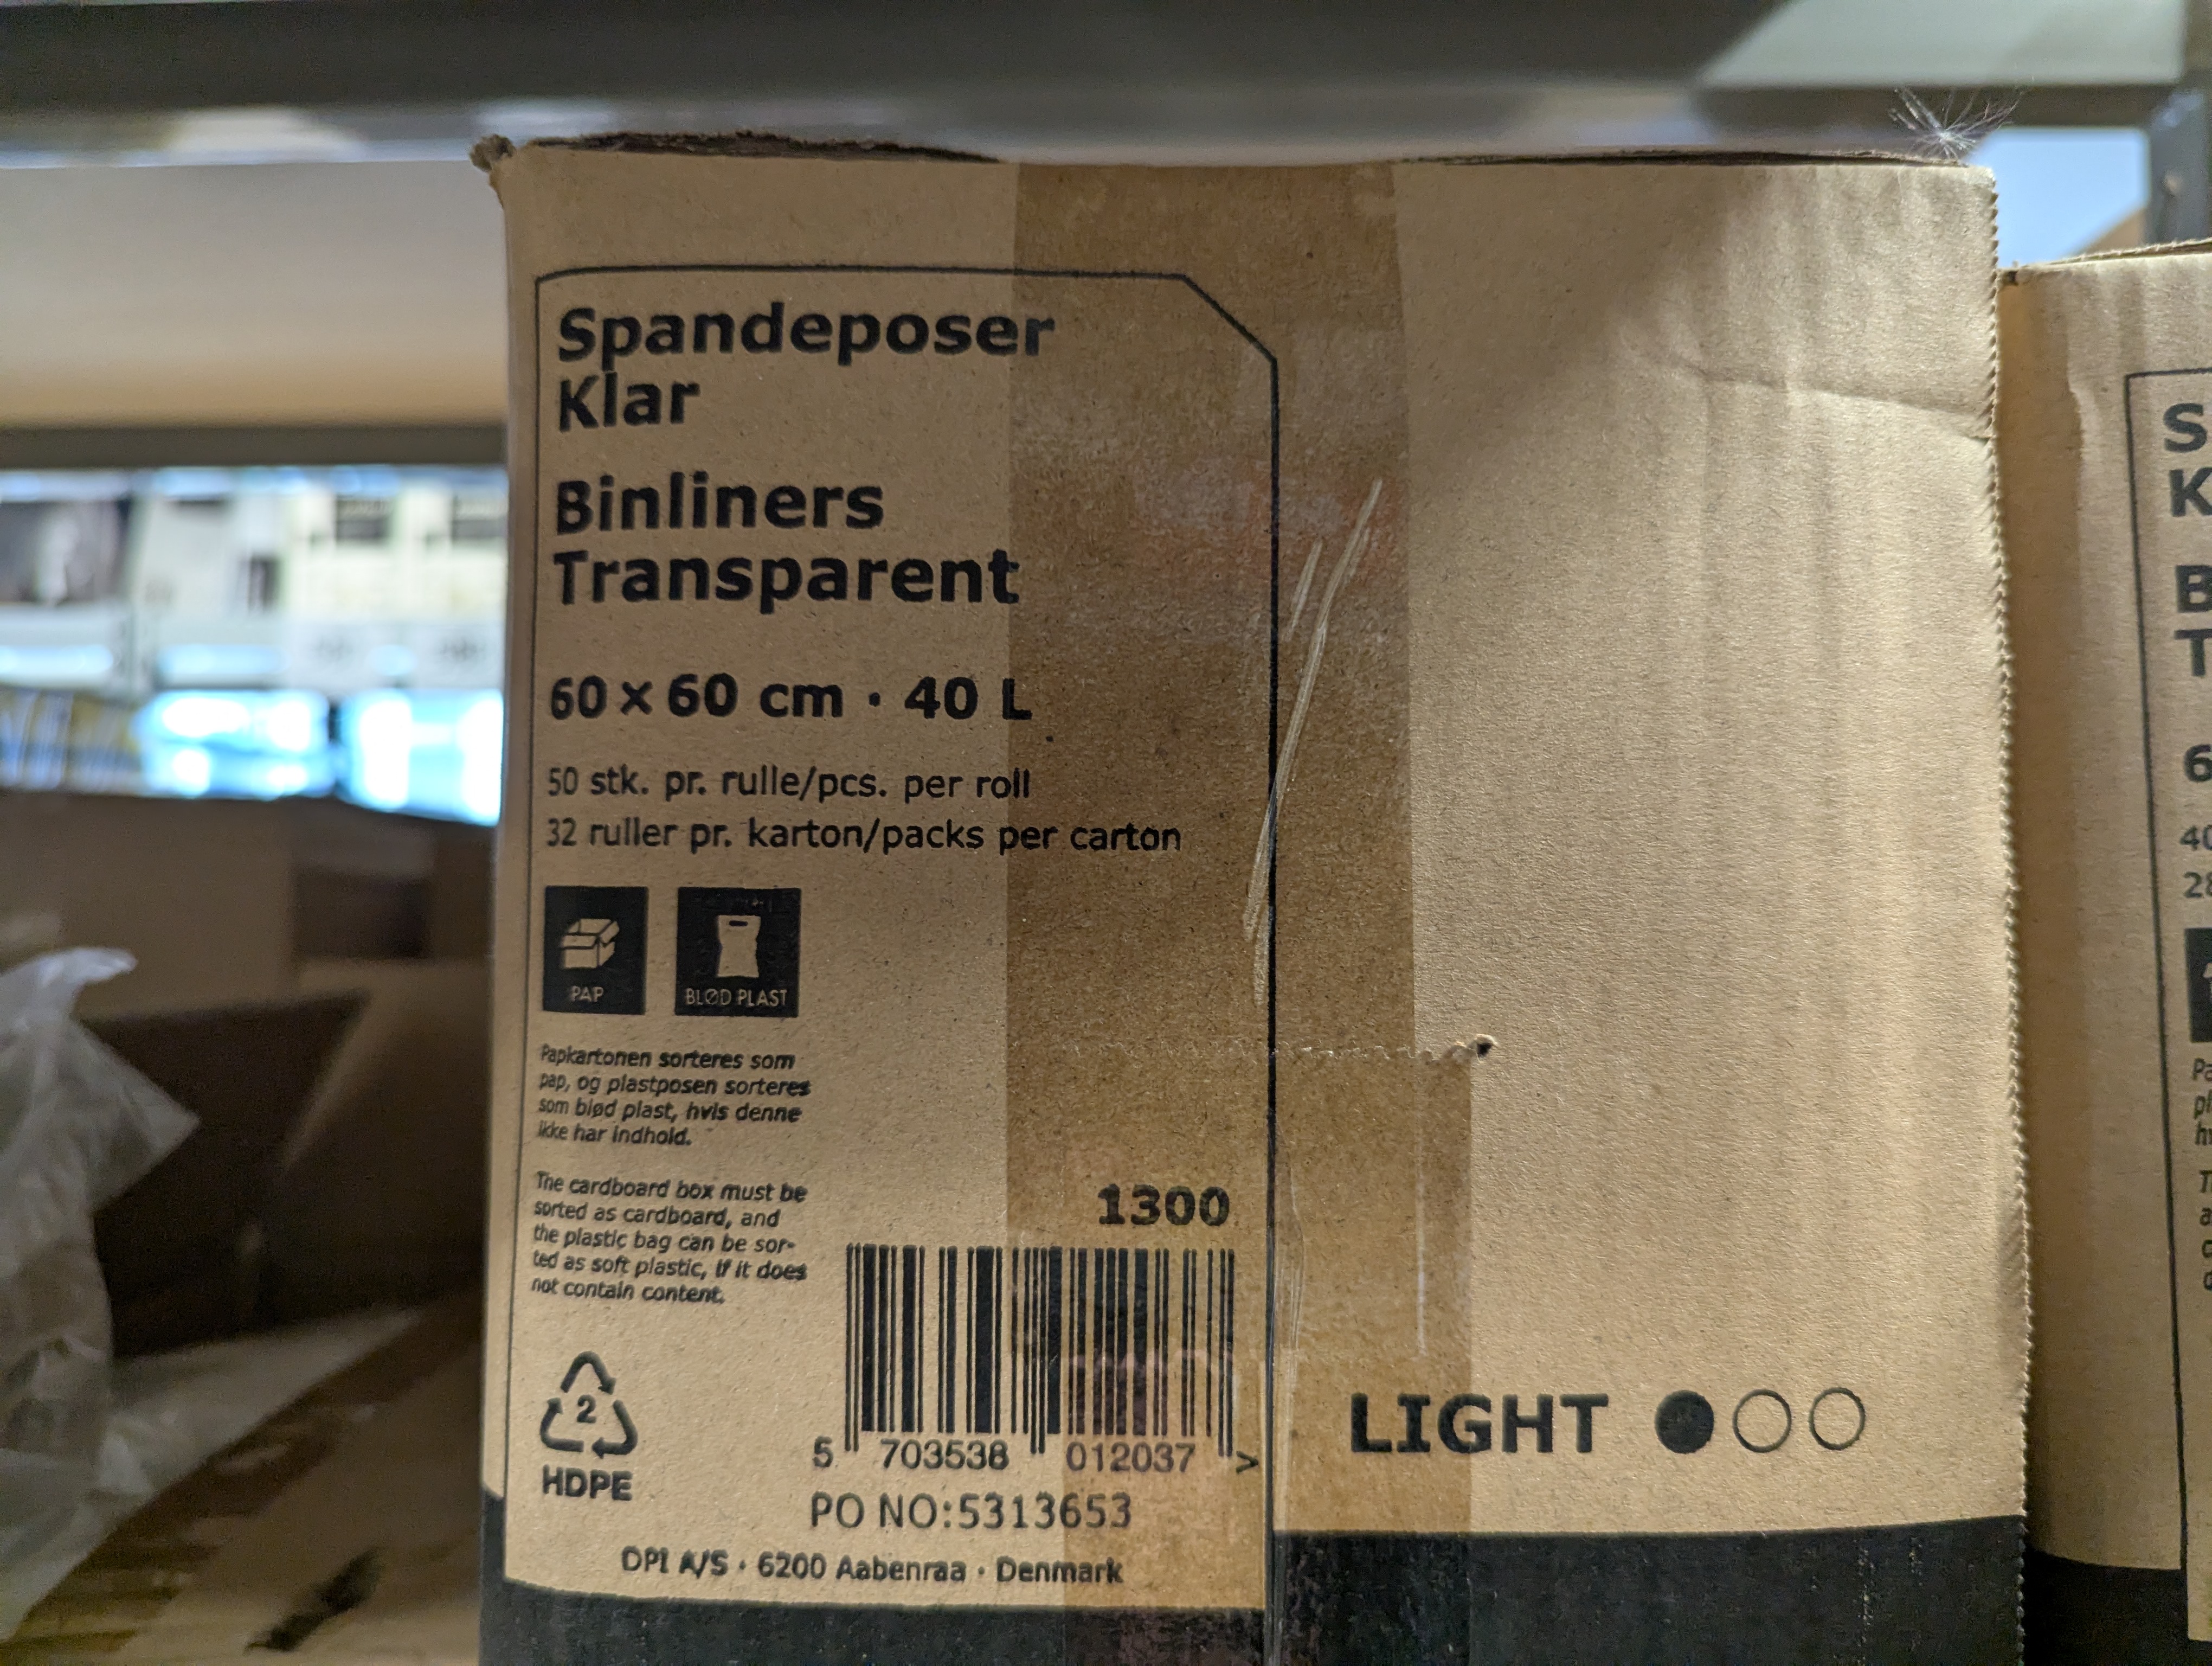 Spandeposer
Klar
Binliners
Transparent
60 x 60 cm · 40 L
50 stk. pr. rulle/pcs. per roll
32 ruller pr. karton/packs per carton
PAP
BLØD PLAST
Papkartonen sorteres som
pap, og plastposen sorteres
som blød plast, hvis denne
ikke har indhold.
The cardboard box must be
sorted as cardboard, and
the plastic bag can be sor-
ted as soft plastic, if it does
not contain content.
2
HDPE
1300
5 703538 012037 >
PO NO:5313653
DPI A/S · 6200 Aabenraa · Denmark
LIGHT
S
K
B
T
6
40
28